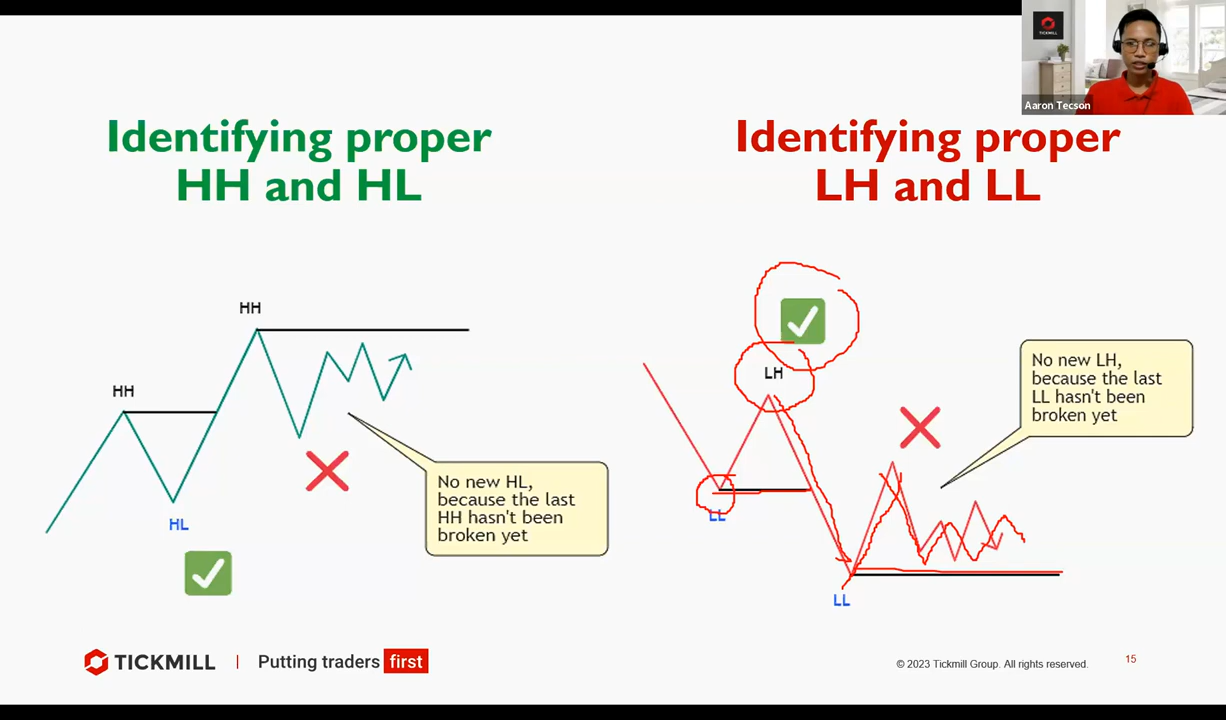 TICKMILL
Aaron Tecson
Identifying proper
HH and HL
Identifying proper
LH and LL
HH
HH
HL
No new HL,
because the last
HH hasn't been
broken yet
LH
LL
LL
No new LH,
because the last
LL hasn't been
broken yet
TICKMILL | Putting traders first
© 2023 Tickmill Group. All rights reserved.
15